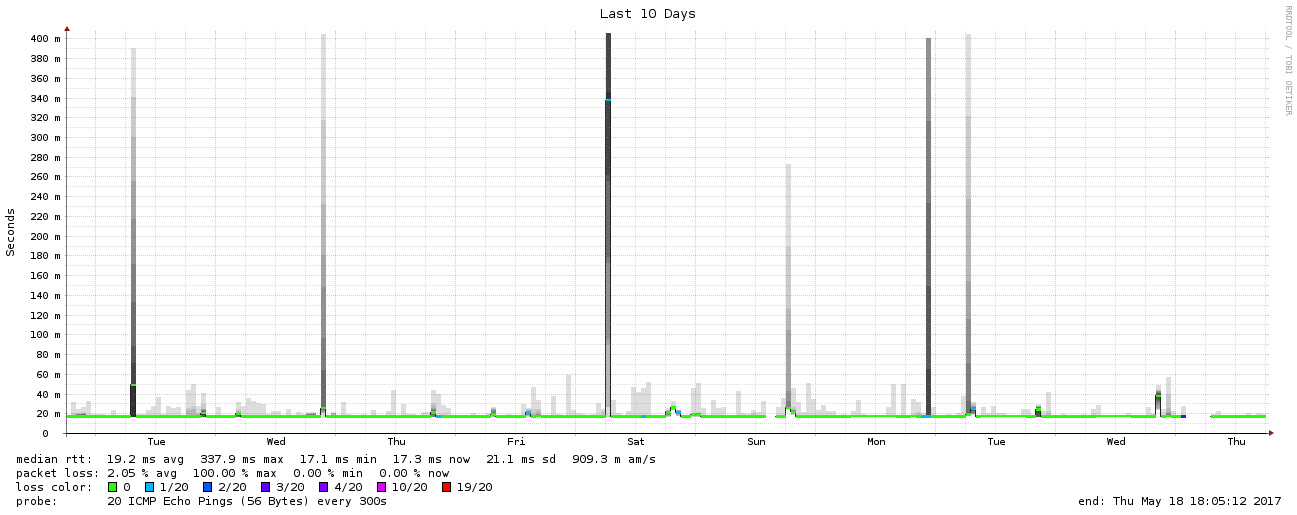 Last 10 Days
RRDTOOL / TOBI OETIKER
Seconds
400 m
380 m
360 m
340 m
320 m
300 m
280 m
260 m
240 m
220 m
200 m
180 m
160 m
140 m
120 m
100 m
80 m
60 m
40 m
20 m
0
Tue Wed Thu Fri Sat Sun Mon Tue Wed Thu
median rtt: 19.2 ms avg 337.9 ms max 17.1 ms min 17.3 ms now 21.1 ms sd 909.3 m am/s
packet loss: 2.05 % avg 100.00 % max 0.00 % min 0.00 % now
loss color: 0 1/20 2/20 3/20 4/20 10/20 19/20
probe: 20 ICMP Echo Pings (56 Bytes) every 300s end: Thu May 18 18:05:12 2017